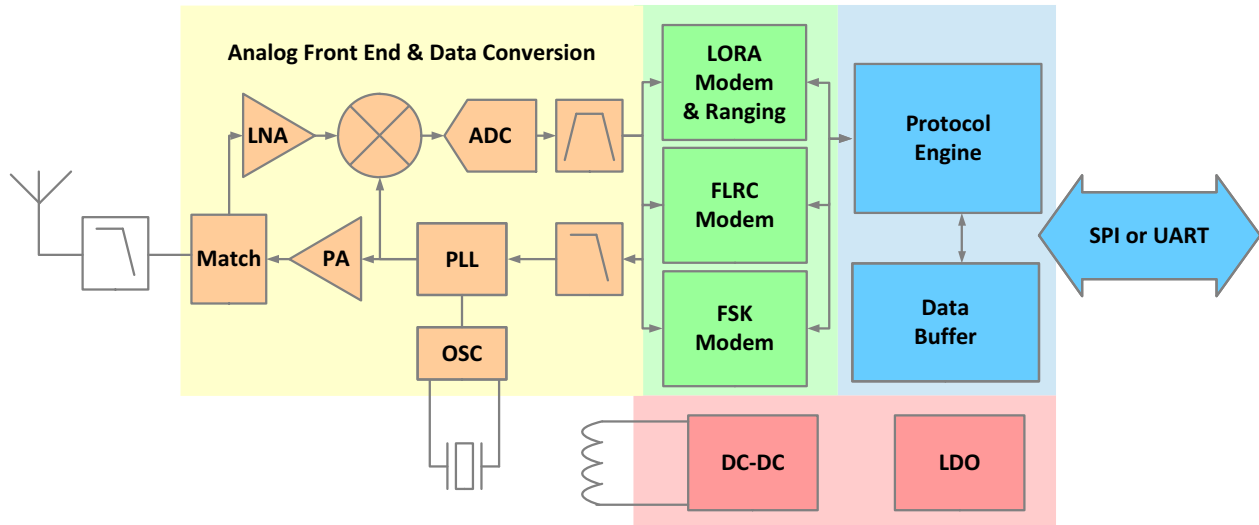 Analog Front End & Data Conversion
LNA
ADC
Match
PA
PLL
OSC
LORA
Modem
& Ranging
FLRC
Modem
FSK
Modem
Protocol
Engine
Data
Buffer
SPI or UART
DC-DC
LDO